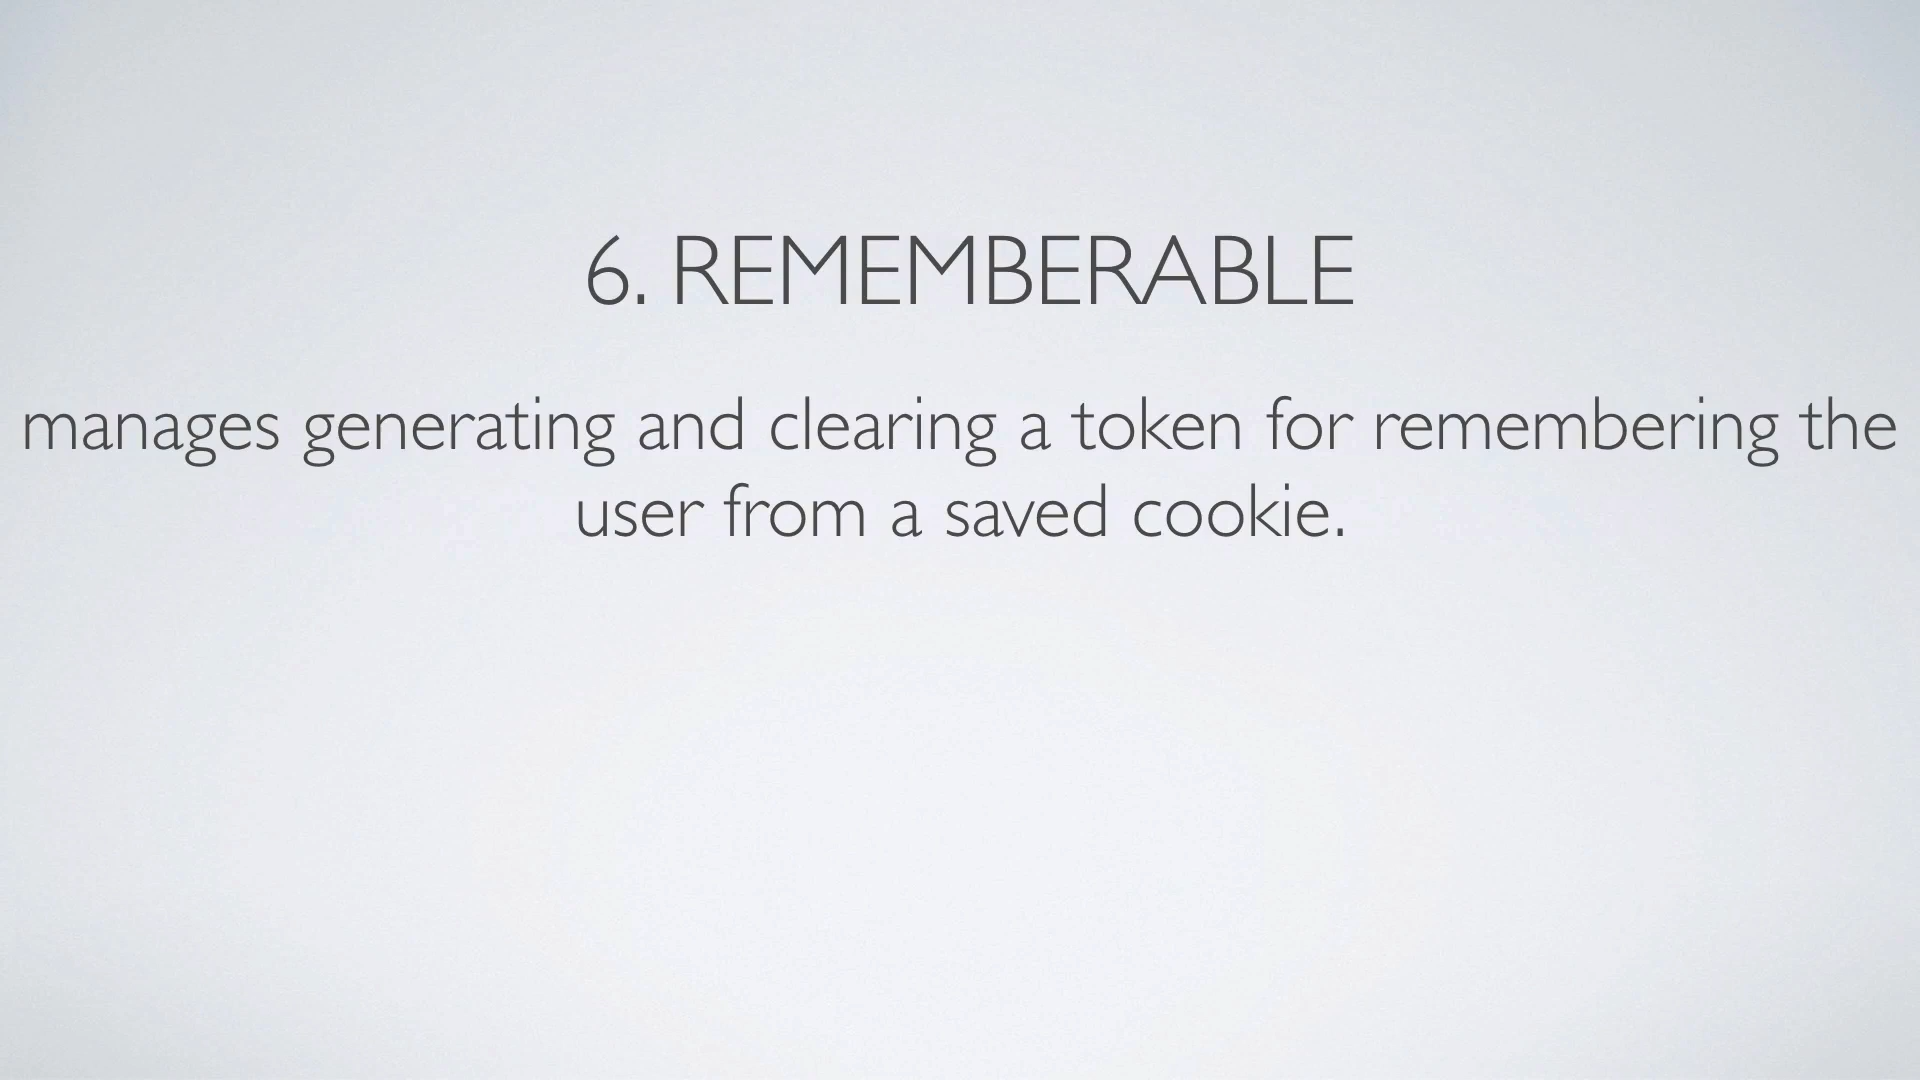 6. REMEMBERABLE
manages generating and clearing a token for remembering the
user from a saved cookie.